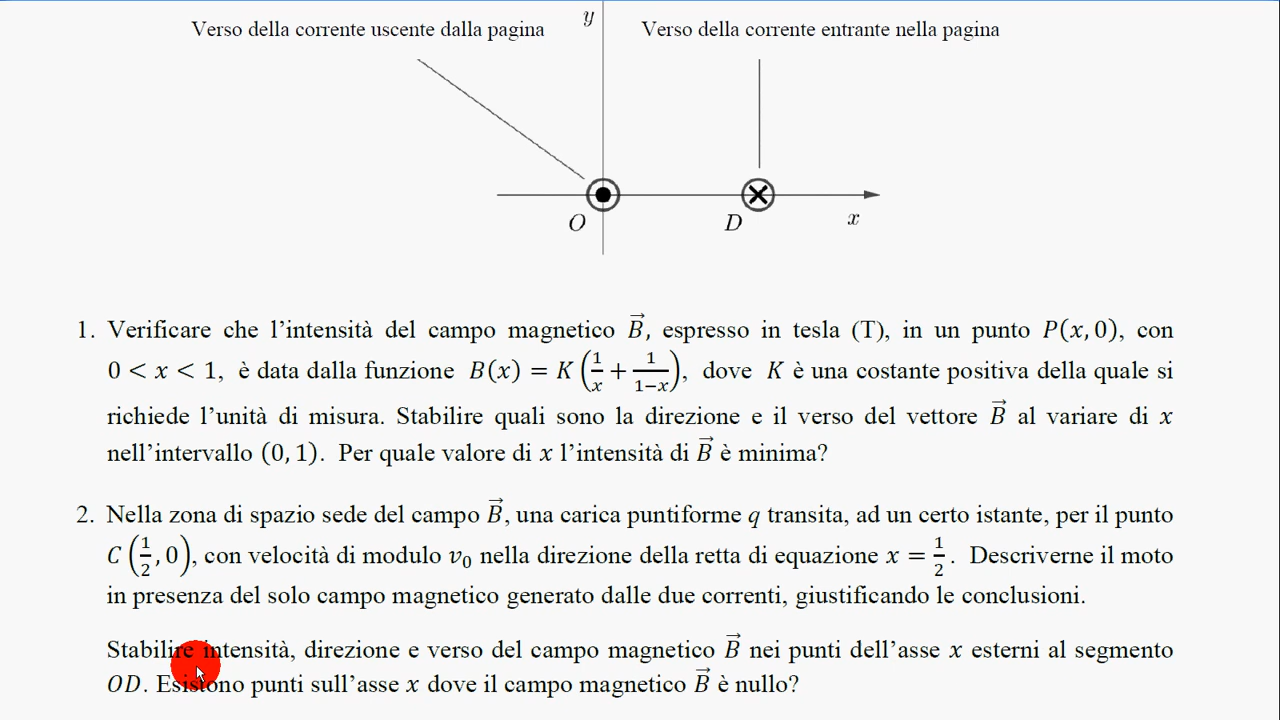 y
Verso della corrente uscente dalla pagina
Verso della corrente entrante nella pagina
O
D
x
1. Verificare che l'intensità del campo magnetico B⃗, espresso in tesla (T), in un punto P(x, 0), con
0 < x < 1, è data dalla funzione B(x) = K(1/x + 1/(1−x)), dove K è una costante positiva della quale si
richiede l'unità di misura. Stabilire quali sono la direzione e il verso del vettore B⃗ al variare di x
nell'intervallo (0, 1). Per quale valore di x l'intensità di B⃗ è minima?
2. Nella zona di spazio sede del campo B⃗, una carica puntiforme q transita, ad un certo istante, per il punto
C(1/2, 0), con velocità di modulo v₀ nella direzione della retta di equazione x = 1/2. Descriverne il moto
in presenza del solo campo magnetico generato dalle due correnti, giustificando le conclusioni.
Stabilire intensità, direzione e verso del campo magnetico B⃗ nei punti dell'asse x esterni al segmento
OD. Esistono punti sull'asse x dove il campo magnetico B⃗ è nullo?